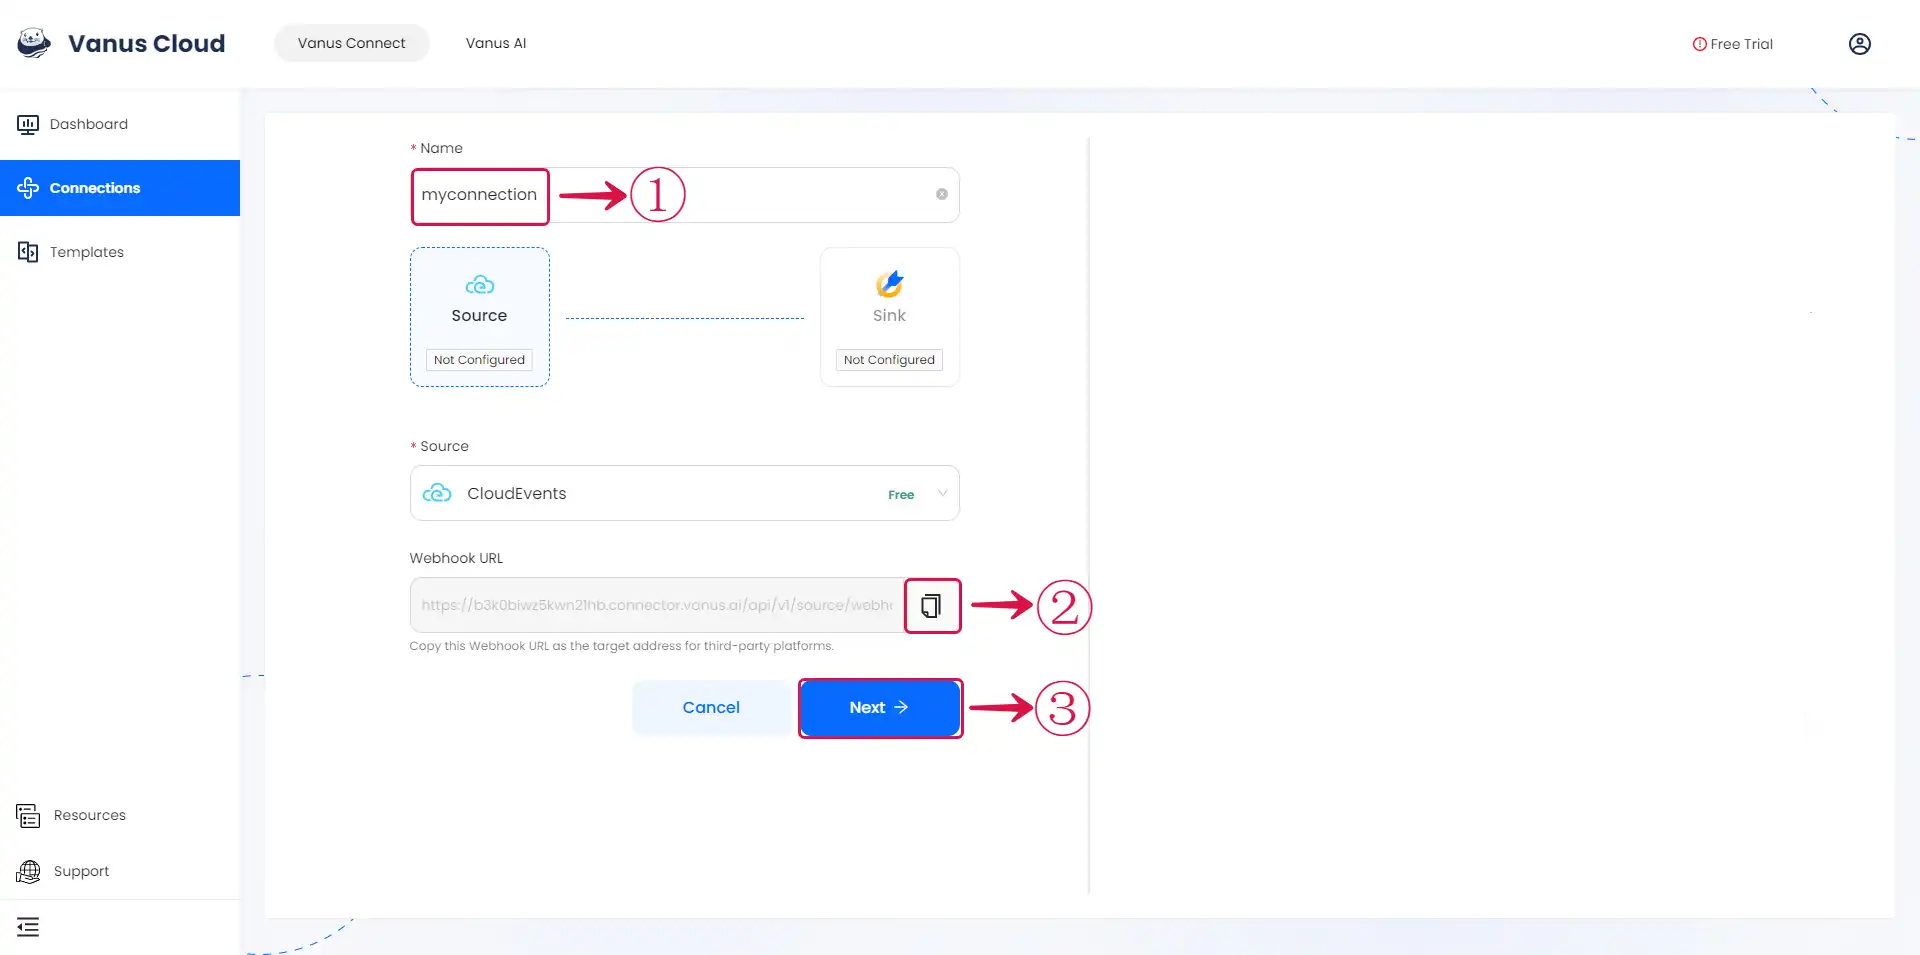 Vanus Cloud
Vanus Connect
Vanus AI
Free Trial
Dashboard
Connections
Templates
Resources
Support
* Name
myconnection
①
Source
Not Configured
Sink
Not Configured
* Source
CloudEvents
Free
Webhook URL
https://b3k0biwz5kwn21hb.connector.vanus.ai/api/v1/source/webh
②
Copy this Webhook URL as the target address for third-party platforms.
Cancel
Next →
③